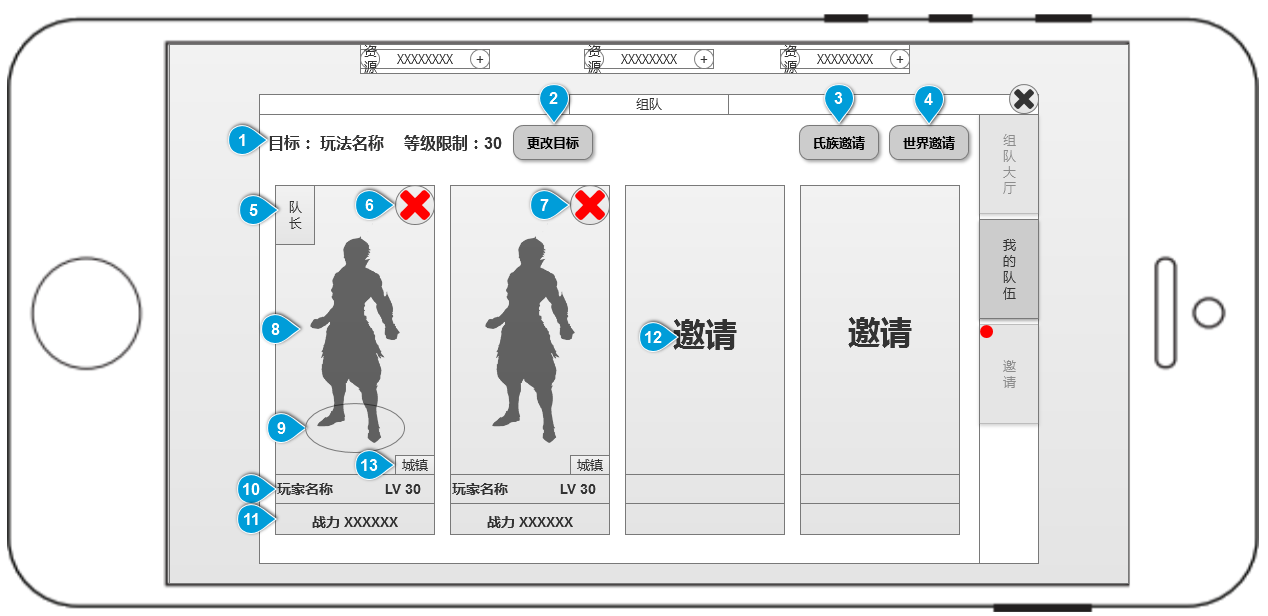 资源 XXXXXXXX + 资源 XXXXXXXX + 资源 XXXXXXXX +
组队
2 3 4
1 目标： 玩法名称 等级限制：30 更改目标 氏族邀请 世界邀请
组队大厅
5 队长 6 7
我的队伍
8 12 邀请 邀请
邀请
9
13 城镇 城镇
10 玩家名称 LV 30 玩家名称 LV 30
11 战力 XXXXXX 战力 XXXXXX